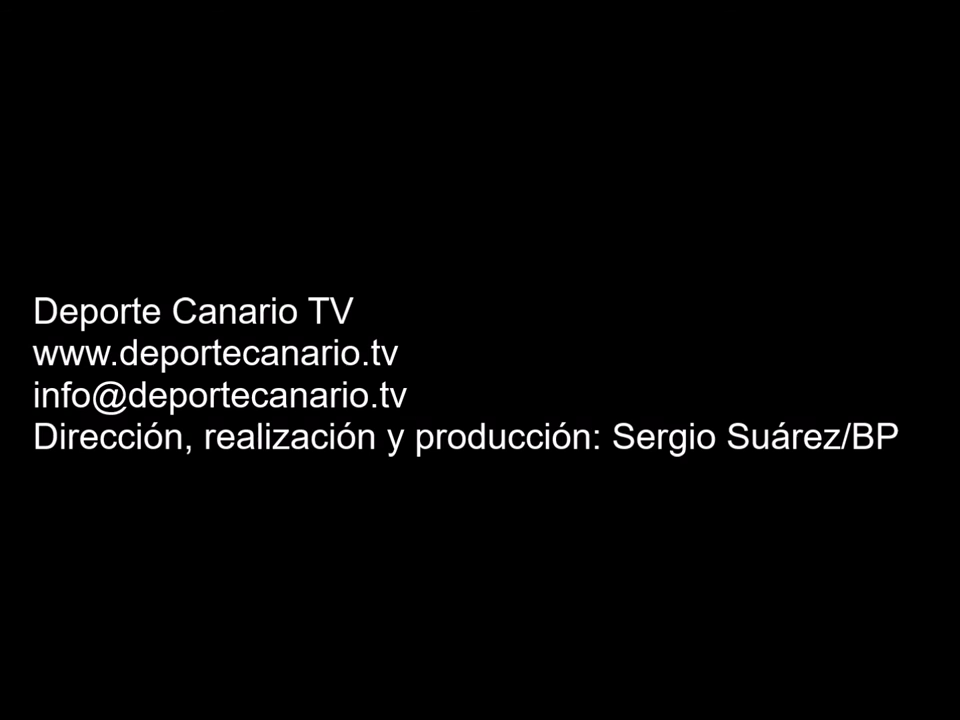 Deporte Canario TV
www.deportecanario.tv
info@deportecanario.tv
Dirección, realización y producción: Sergio Suárez/BP